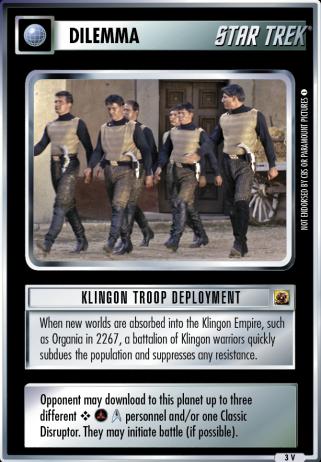 DILEMMA
STAR TREK
NOT ENDORSED BY CBS OR PARAMOUNT PICTURES
KLINGON TROOP DEPLOYMENT
When new worlds are absorbed into the Klingon Empire, such
as Organia in 2267, a battalion of Klingon warriors quickly
subdues the population and suppresses any resistance.
Opponent may download to this planet up to three
different personnel and/or one Classic
Disruptor. They may initiate battle (if possible).
3 V